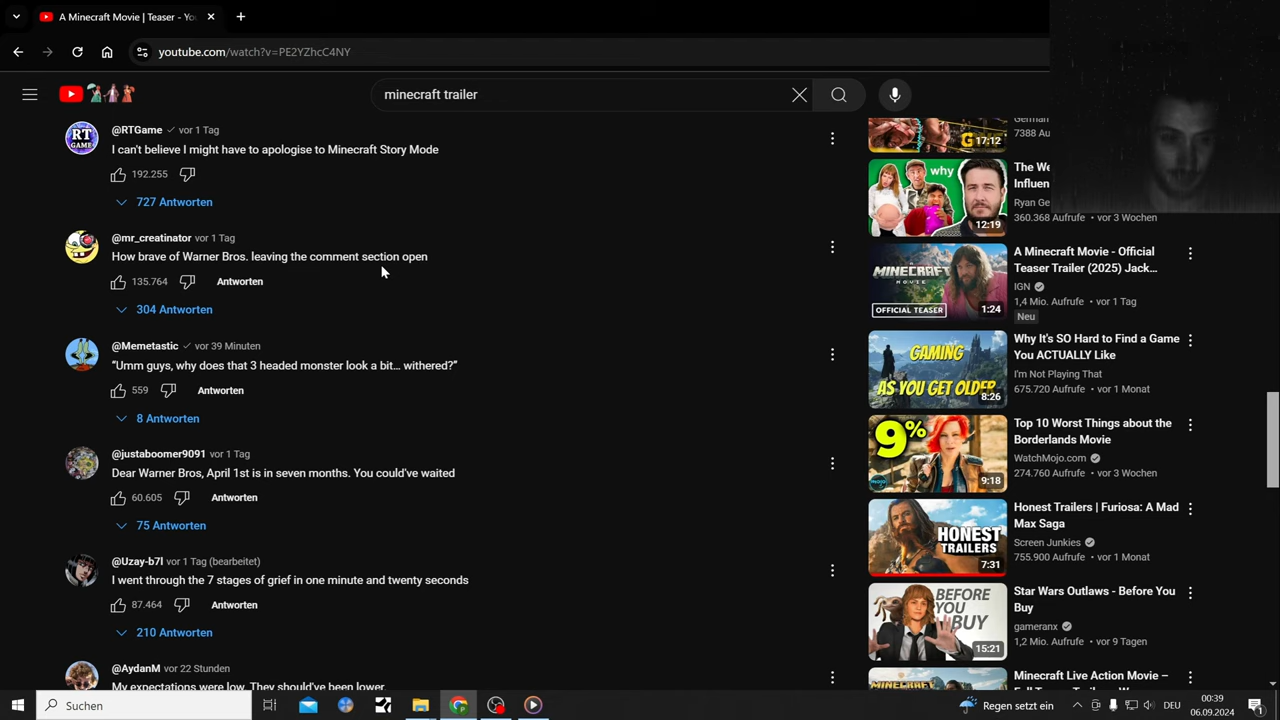 A Minecraft Movie | Teaser - Yo
youtube.com/watch?v=PE2YZhcC4NY
minecraft trailer
@RTGame vor 1 Tag
I can't believe I might have to apologise to Minecraft Story Mode
192.255
727 Antworten
@mr_creatinator vor 1 Tag
How brave of Warner Bros. leaving the comment section open
135.764 Antworten
304 Antworten
@Memetastic vor 39 Minuten
"Umm guys, why does that 3 headed monster look a bit... withered?"
559 Antworten
8 Antworten
@justaboomer9091 vor 1 Tag
Dear Warner Bros, April 1st is in seven months. You could've waited
60.605 Antworten
75 Antworten
@Uzay-b7l vor 1 Tag (bearbeitet)
I went through the 7 stages of grief in one minute and twenty seconds
87.464 Antworten
210 Antworten
@AydanM vor 22 Stunden
My expectations were low. They should've been lower.
RT
GAME
G
17:12
German
7388 Au
why
12:19
The We
Influen
Ryan Ge
360.368 Aufrufe • vor 3 Wochen
MINECRAFT
MOVIE
OFFICIAL TEASER
1:24
A Minecraft Movie - Official
Teaser Trailer (2025) Jack...
IGN
1,4 Mio. Aufrufe • vor 1 Tag
Neu
GAMING
AS YOU GET OLDER
8:26
Why It's SO Hard to Find a Game
You ACTUALLY Like
I'm Not Playing That
675.720 Aufrufe • vor 1 Monat
9%
9:18
Top 10 Worst Things about the
Borderlands Movie
WatchMojo.com
274.760 Aufrufe • vor 3 Wochen
HONEST
TRAILERS
7:31
Honest Trailers | Furiosa: A Mad
Max Saga
Screen Junkies
755.900 Aufrufe • vor 1 Monat
BEFORE
YOU
BUY
15:21
Star Wars Outlaws - Before You
Buy
gameranx
1,2 Mio. Aufrufe • vor 9 Tagen
Minecraft Live Action Movie –
Suchen
Regen setzt ein
DEU
00:39
06.09.2024